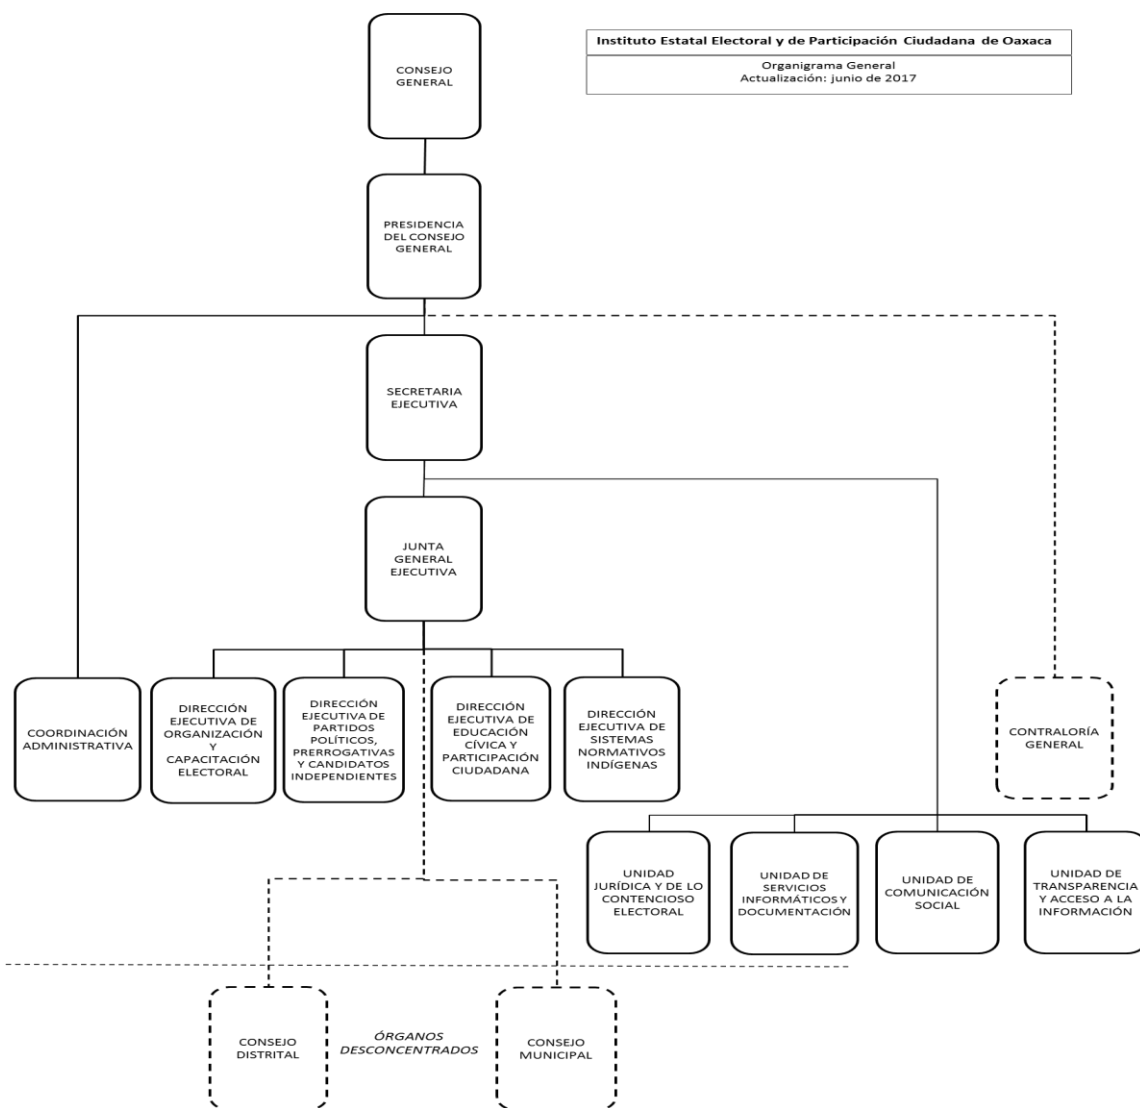 Instituto Estatal Electoral y de Participación Ciudadana de Oaxaca
Organigrama General
Actualización: junio de 2017
CONSEJO
GENERAL
PRESIDENCIA
DEL CONSEJO
GENERAL
SECRETARIA
EJECUTIVA
JUNTA
GENERAL
EJECUTIVA
COORDINACIÓN
ADMINISTRATIVA
DIRECCIÓN
EJECUTIVA DE
ORGANIZACIÓN
Y
CAPACITACIÓN
ELECTORAL
DIRECCIÓN
EJECUTIVA DE
PARTIDOS
POLÍTICOS,
PRERROGATIVAS
Y CANDIDATOS
INDEPENDIENTES
DIRECCIÓN
EJECUTIVA DE
EDUCACIÓN
CÍVICA Y
PARTICIPACIÓN
CIUDADANA
DIRECCIÓN
EJECUTIVA DE
SISTEMAS
NORMATIVOS
INDÍGENAS
CONTRALORÍA
GENERAL
UNIDAD
JURÍDICA Y DE LO
CONTENCIOSO
ELECTORAL
UNIDAD DE
SERVICIOS
INFORMÁTICOS Y
DOCUMENTACIÓN
UNIDAD DE
COMUNICACIÓN
SOCIAL
UNIDAD DE
TRANSPARENCIA
Y ACCESO A LA
INFORMACIÓN
CONSEJO
DISTRITAL
ÓRGANOS
DESCONCENTRADOS
CONSEJO
MUNICIPAL